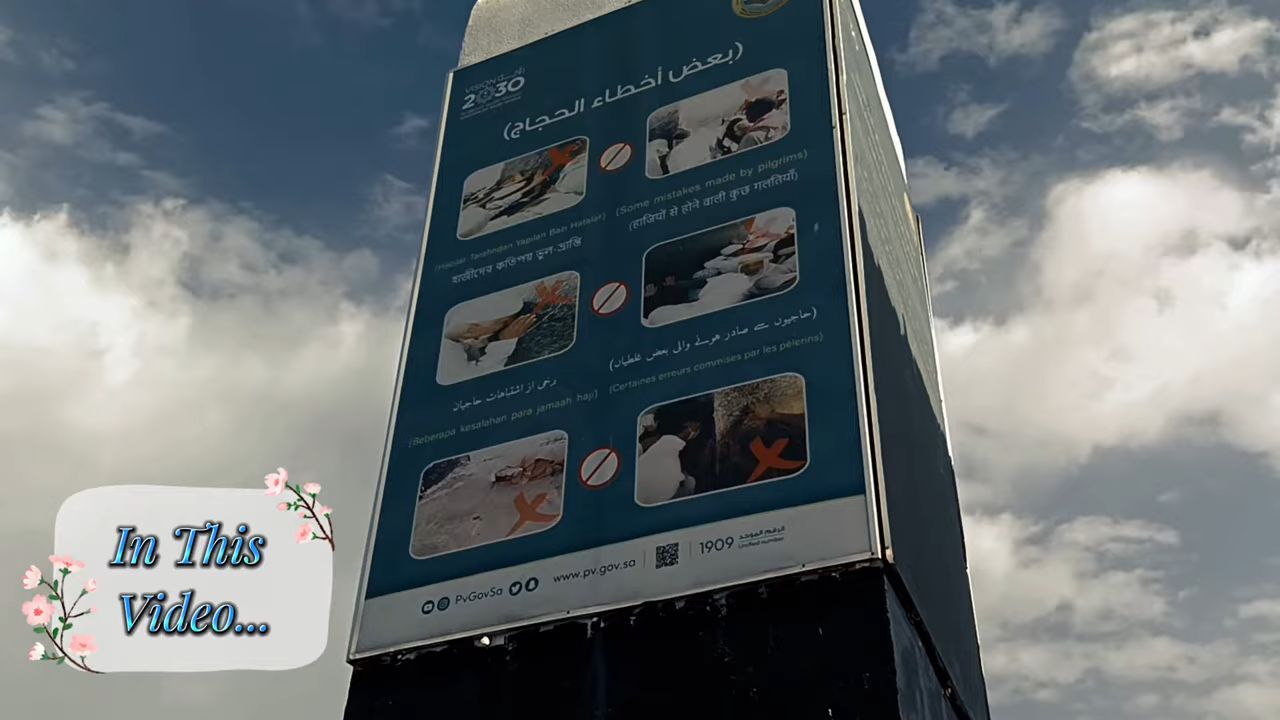 VISION رؤية
2030
(بعض أخطاء الحجاج)
(Some mistakes made by pilgrims)
(हाजियों से होने वाली कुछ गलतियाँ)
(Hacılar Tarafından Yapılan Bazı Hatalar)
হাজীদের কতিপয় ভুল-ভ্রান্তি
(حاجیوں سے صادر ہونے والی بعض غلطیاں)
(Certaines erreurs commises par les pèlerins)
از اشتباهات حاجیان
(Beberapa kesalahan para jamaah haji)
PvGovSa
www.pv.gov.sa
1909
الرقم الموحد
Unified number
In This
Video...